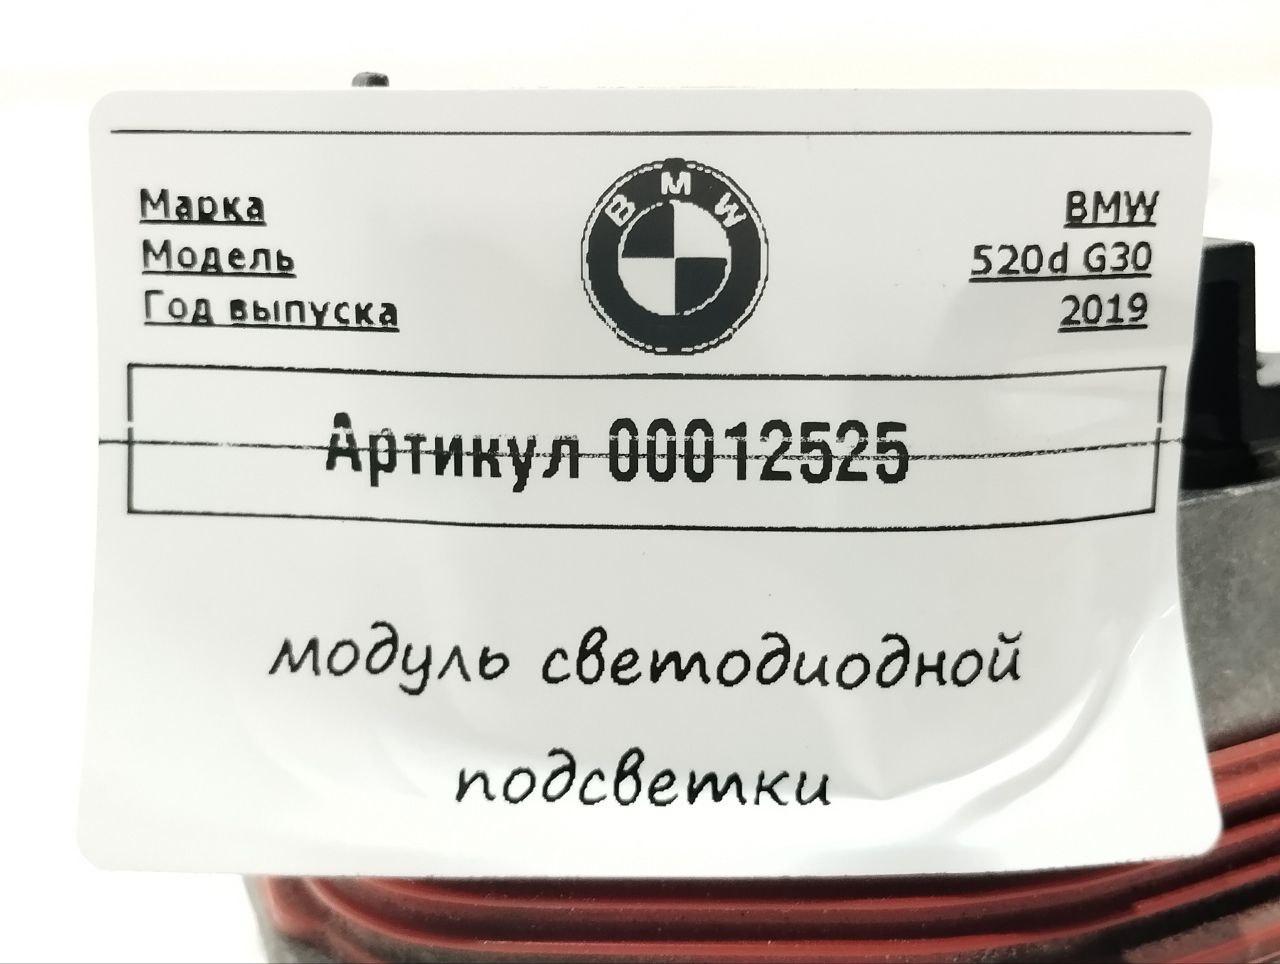 Марка BMW
Модель 520d G30
Год выпуска 2019
BMW
Артикул 00012525
модуль светодиодной
подсветки